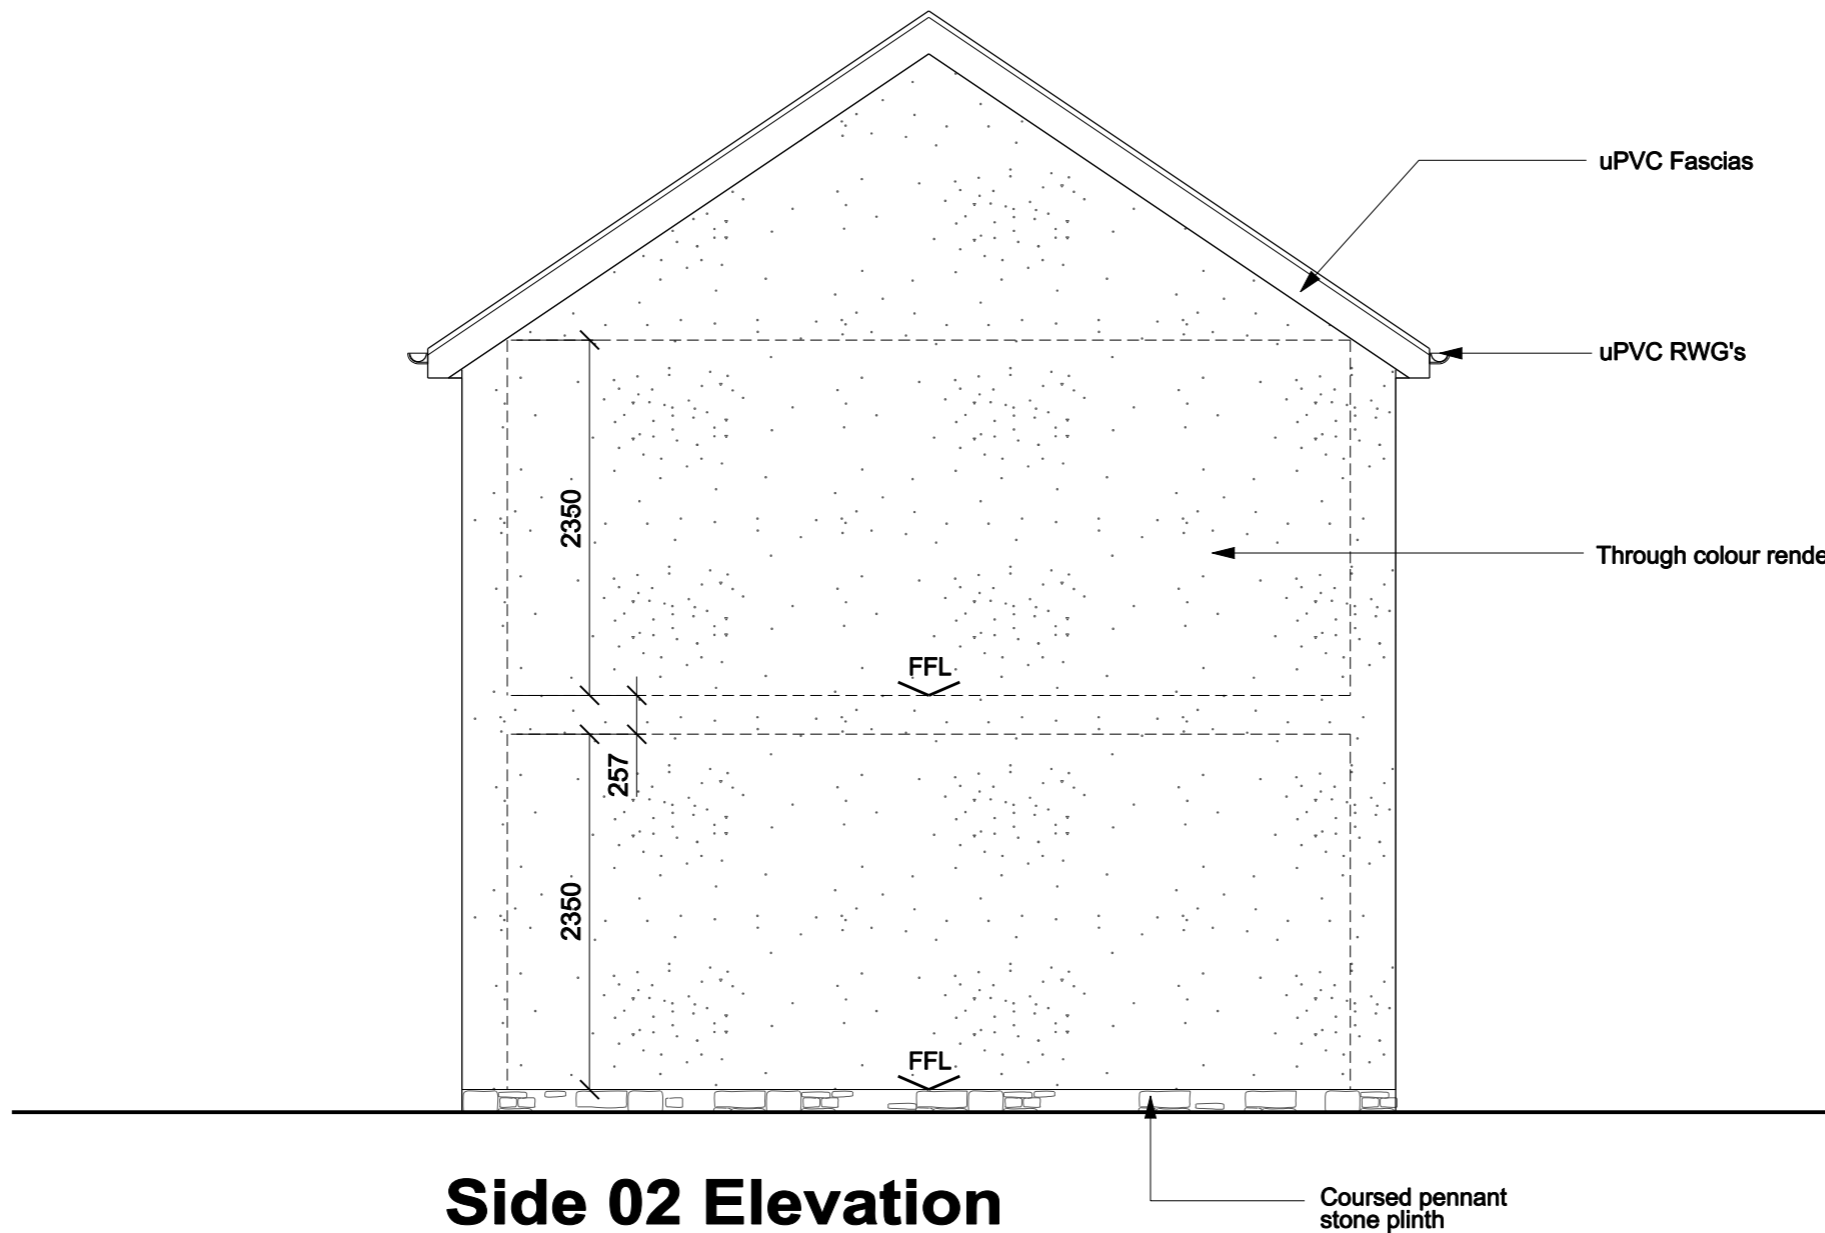 uPVC Fascias
uPVC RWG's
2350
Through colour rende
FFL
257
2350
FFL
Coursed pennant
stone plinth
Side 02 Elevation